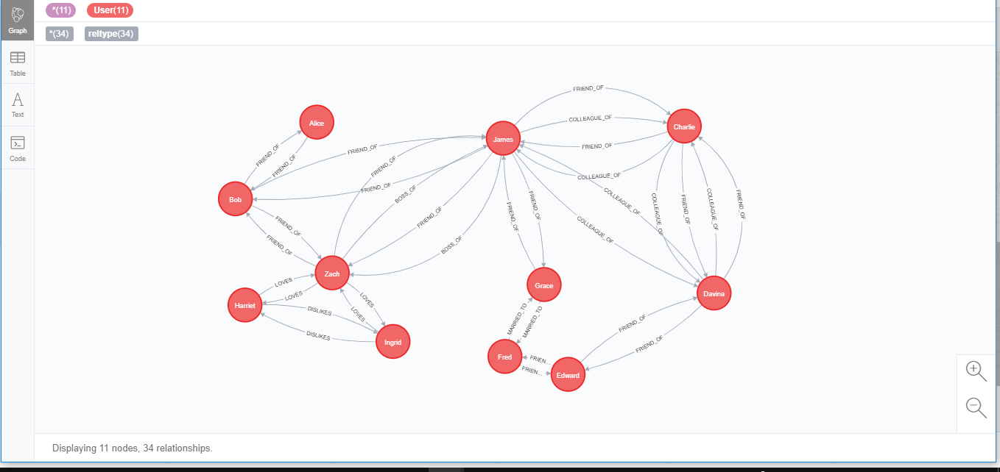 *(11) User(11)
*(34) reltype(34)
Graph
Table
Text
Code
FRIEND_OF
COLLEAGUE_OF
Alice
Charlie
James
FRIEND_OF
FRIEND_OF
FRIEND_OF
FRIEND_OF
FRIEND_OF
FRIEND_OF
COLLEAGUE_OF
FRIEND_OF
BOSS_OF
COLLEAGUE_OF
Bob
FRIEND_OF
FRIEND_OF
FRIEND_OF
COLLEAGUE_OF
FRIEND_OF
COLLEAGUE_OF
FRIEND_OF
FRIEND_OF
COLLEAGUE_OF
FRIEND_OF
BOSS_OF
Zach
Grace
Davina
LOVES
LOVES
LOVES
LOVES
Harriet
DISLIKES
DISLIKES
MARRIED_TO
MARRIED_TO
FRIEND_OF
FRIEND_OF
Ingrid
Fred
FRIEN...
FRIEN...
Edward
Displaying 11 nodes, 34 relationships.